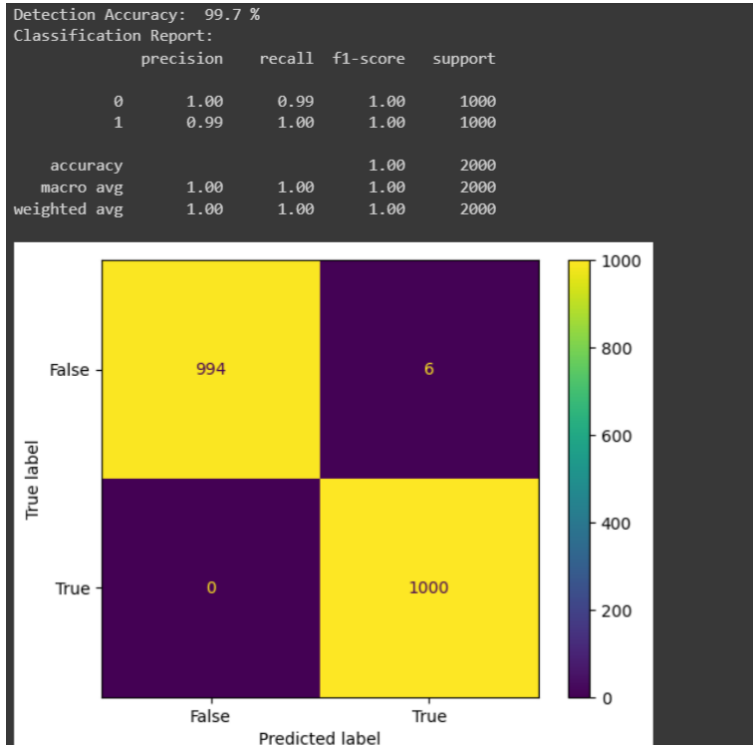 Detection Accuracy:  99.7 %
Classification Report:
              precision    recall  f1-score   support

           0       1.00      0.99      1.00      1000
           1       0.99      1.00      1.00      1000

    accuracy                           1.00      2000
   macro avg       1.00      1.00      1.00      2000
weighted avg       1.00      1.00      1.00      2000

1000
800
600
400
200
0
True label
False 994 6
True 0 1000
False True
Predicted label